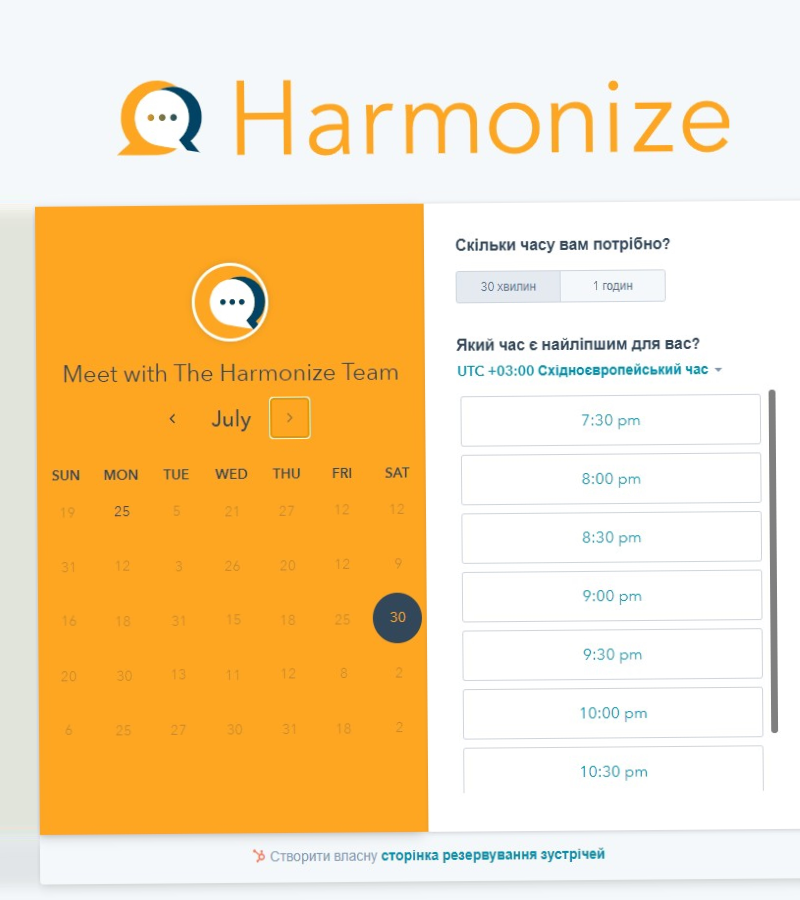 Harmonize
Meet with The Harmonize Team
July
SUN MON TUE WED THU FRI SAT
19 25 5 21 27 12 12
31 12 3 26 20 12 9
16 18 31 15 18 25 30
20 30 13 11 12 8 2
6 25 27 30 31 18 2
Скільки часу вам потрібно?
30 хвилин 1 годин
Який час є найліпшим для вас?
UTC +03:00 Східноєвропейський час
7:30 pm
8:00 pm
8:30 pm
9:00 pm
9:30 pm
10:00 pm
10:30 pm
Створити власну сторінка резервування зустрічей